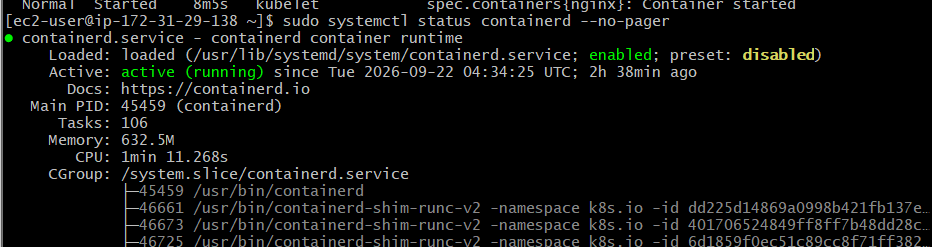 Normal Started 8m5s kubelet spec.containers{nginx}: Container started
[ec2-user@ip-172-31-29-138 ~]$ sudo systemctl status containerd --no-pager
● containerd.service - containerd container runtime
Loaded: loaded (/usr/lib/systemd/system/containerd.service; enabled; preset: disabled)
Active: active (running) since Tue 2026-09-22 04:34:25 UTC; 2h 38min ago
Docs: https://containerd.io
Main PID: 45459 (containerd)
Tasks: 106
Memory: 632.5M
CPU: 1min 11.268s
CGroup: /system.slice/containerd.service
├─45459 /usr/bin/containerd
├─46661 /usr/bin/containerd-shim-runc-v2 -namespace k8s.io -id dd225d14869a0998b421fb137e…
├─46673 /usr/bin/containerd-shim-runc-v2 -namespace k8s.io -id 401706524849ff8ff7b48dd28c…
├─46725 /usr/bin/containerd-shim-runc-v2 -namespace k8s.io -id 6d1859f0ec51c89cc8f71ff382…